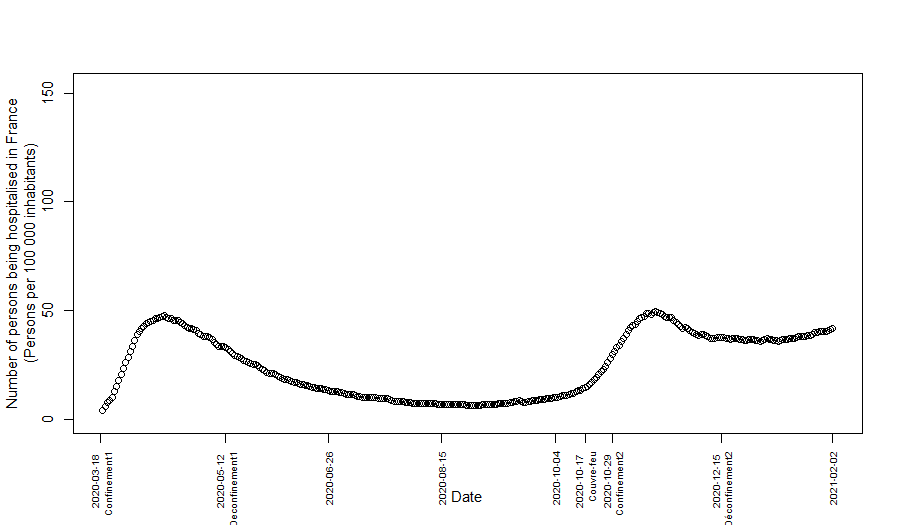 Number of persons being hospitalised in France
(Persons per 100 000 inhabitants)
150
100
50
0
2020-03-18
Confinement1
2020-05-12
Déconfinement1
2020-06-26
2020-08-15
2020-10-04
2020-10-17
Couvre-feu
2020-10-29
Confinement2
2020-12-15
Déconfinement2
2021-02-02
Date